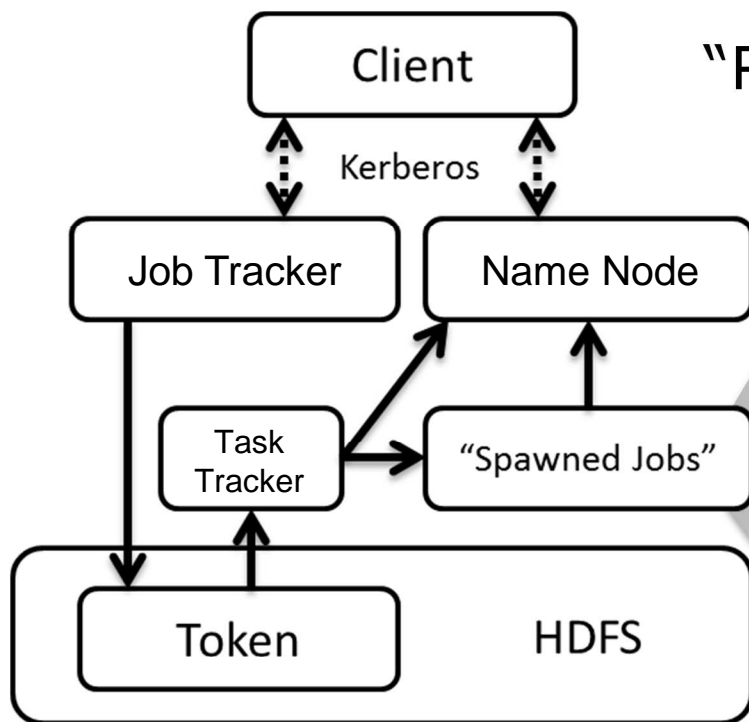 Client
Kerberos
Job Tracker
Name Node
Task
Tracker
“Spawned Jobs”
Token
HDFS